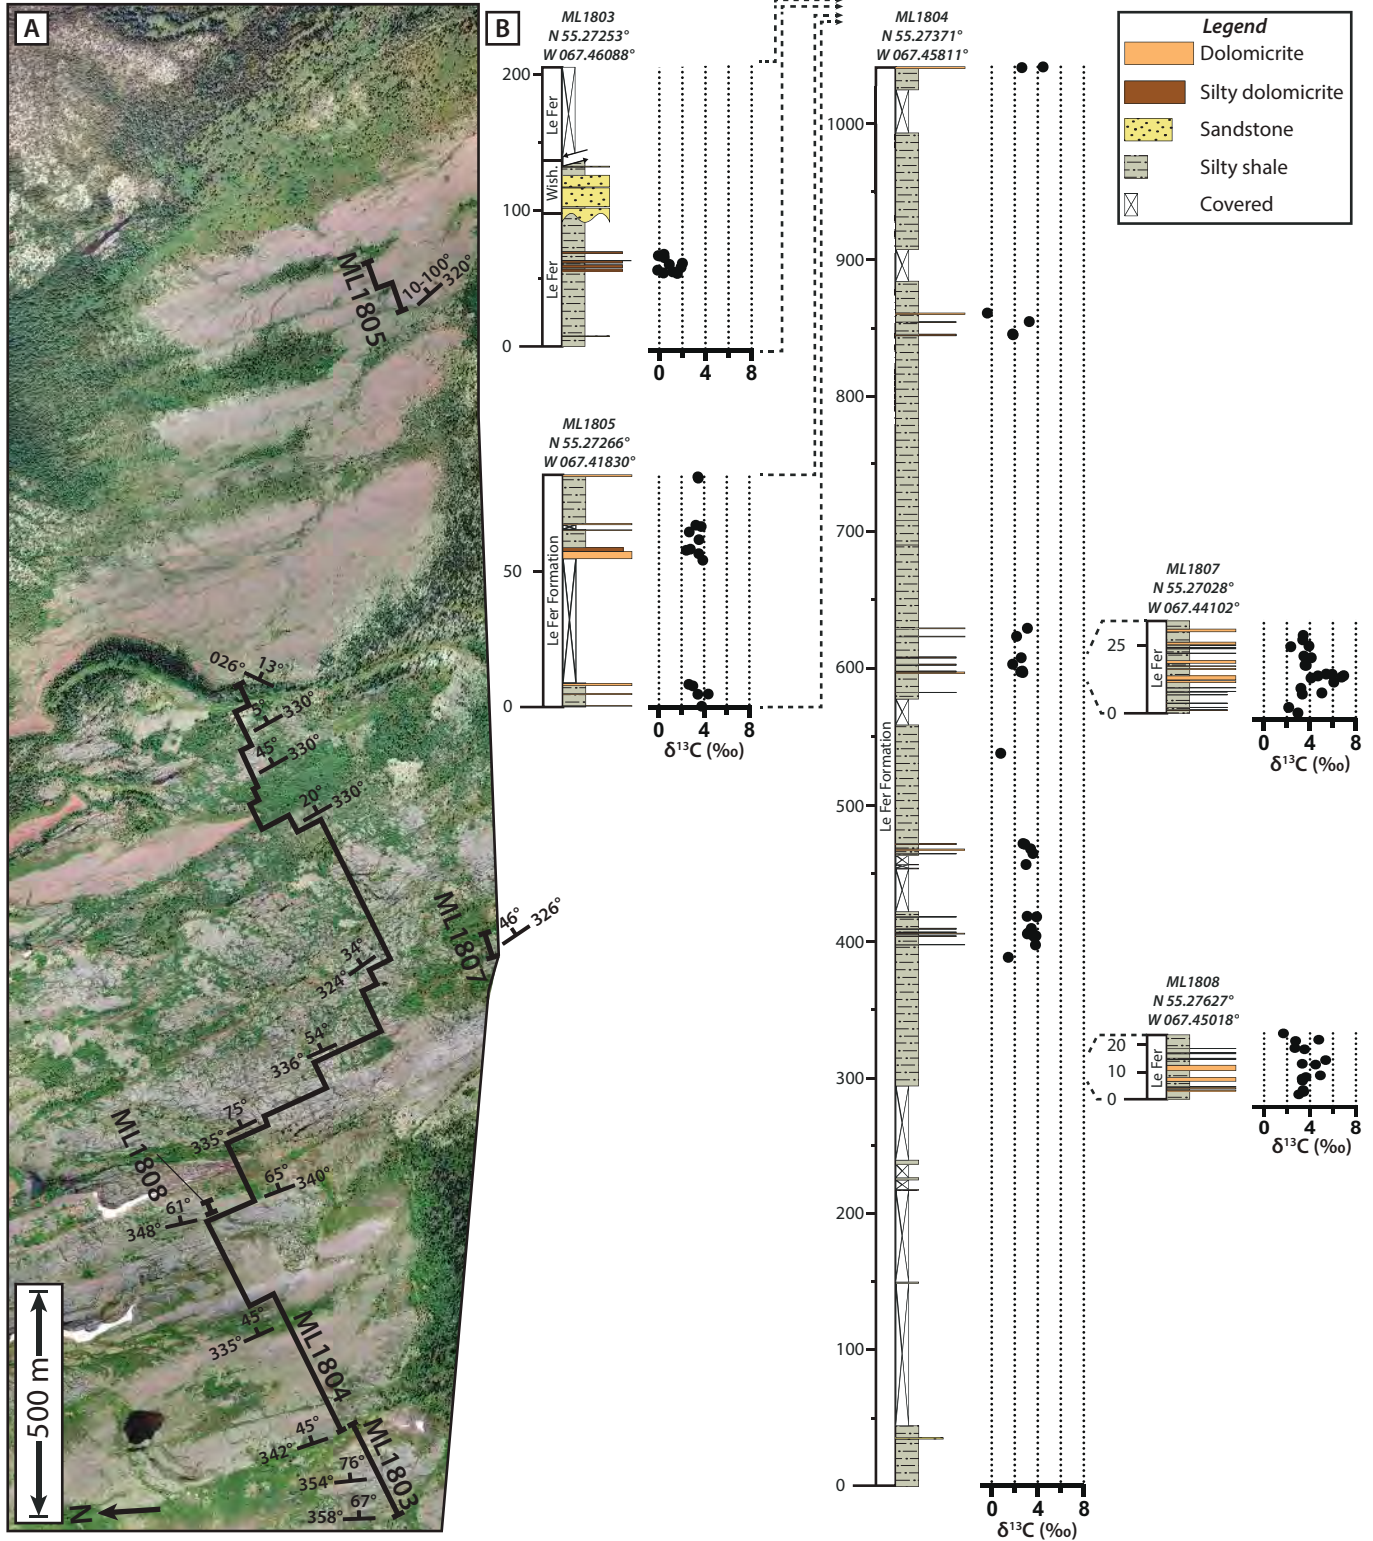 A
ML1805
10-100°
320°
026°
13°
5°
330°
45°
330°
20°
330°
ML1807
46°
326°
34°
324°
54°
336°
75°
335°
ML1808
65°
340°
61°
348°
45°
335°
ML1804
45°
342°
ML1803
76°
354°
67°
358°
500 m
N
B
ML1803
N 55.27253°
W 067.46088°
200
100
0
Le Fer
Wish.
Le Fer
0 4 8
ML1805
N 55.27266°
W 067.41830°
50
0
Le Fer Formation
0 4 8
δ¹³C (‰)
ML1804
N 55.27371°
W 067.45811°
1000
900
800
700
600
500
400
300
200
100
0
Le Fer Formation
0 4 8
δ¹³C (‰)
Legend
Dolomicrite
Silty dolomicrite
Sandstone
Silty shale
Covered
ML1807
N 55.27028°
W 067.44102°
25
0
Le Fer
0 4 8
δ¹³C (‰)
ML1808
N 55.27627°
W 067.45018°
20
10
0
Le Fer
0 4 8
δ¹³C (‰)